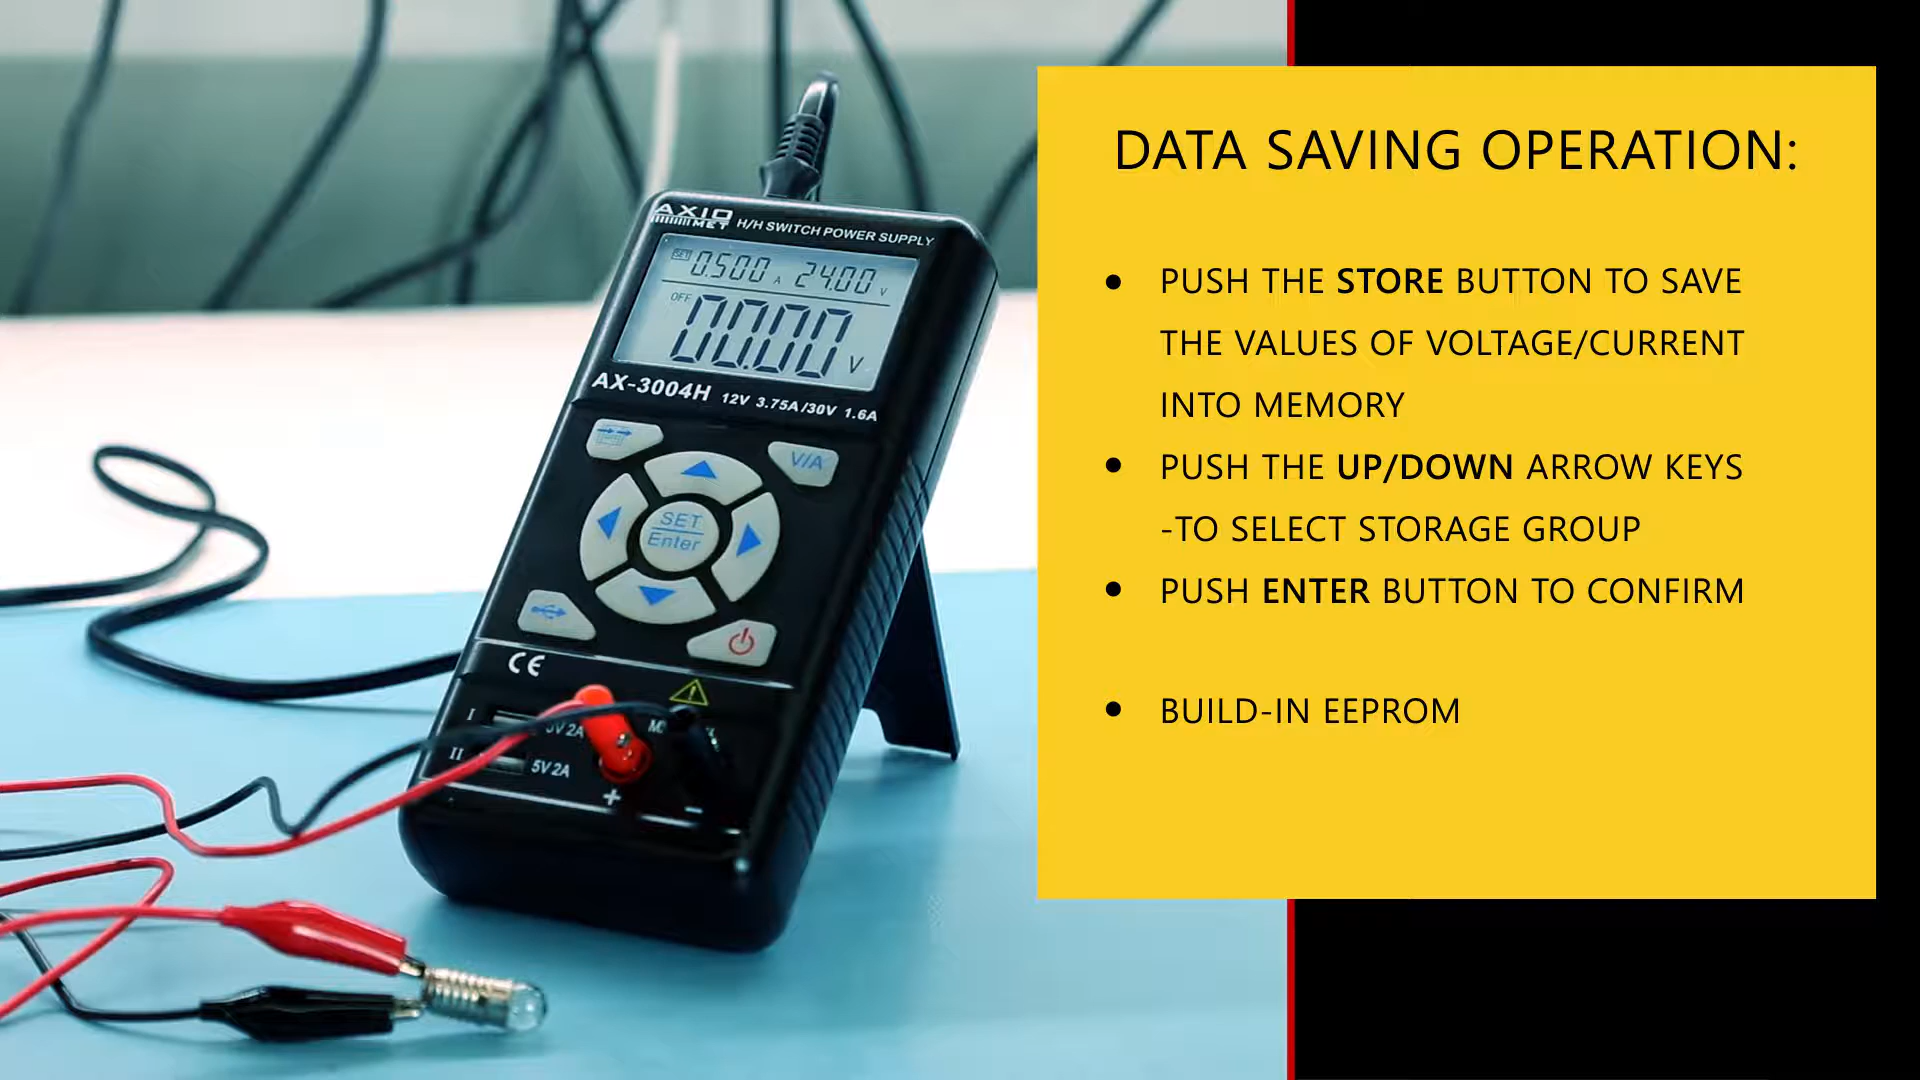 AXIO
MET
H/H SWITCH POWER SUPPLY
SET 0.500 A 24.00 V
OFF
00.00 V
AX-3004H 12V 3.75A/30V 1.6A
V/A
SET
Enter
CE
I 5V 2A
II 5V 2A
+ -
DATA SAVING OPERATION:
• PUSH THE STORE BUTTON TO SAVE
THE VALUES OF VOLTAGE/CURRENT
INTO MEMORY
• PUSH THE UP/DOWN ARROW KEYS
-TO SELECT STORAGE GROUP
• PUSH ENTER BUTTON TO CONFIRM
• BUILD-IN EEPROM